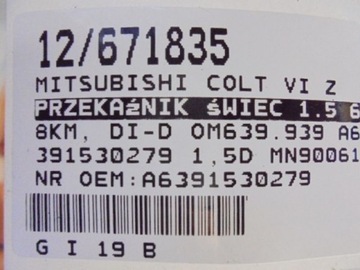 12/671835
MITSUBISHI COLT VI Z
PRZEKAźNIK śWIEC 1.5 6
8KM, DI-D OM639.939 A6
391530279 1,5D MN90061
NR OEM:A6391530279
G I 19 B